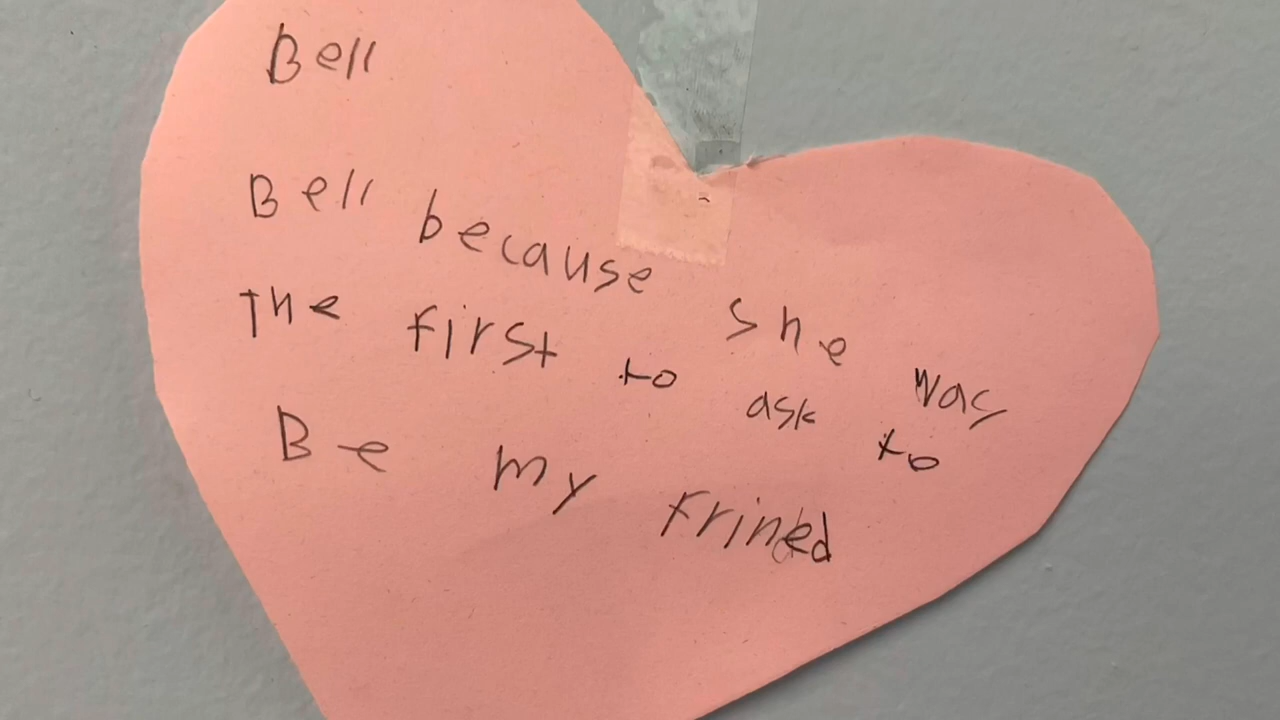 Bell
Bell because she was
the first to ask to
Be my frined